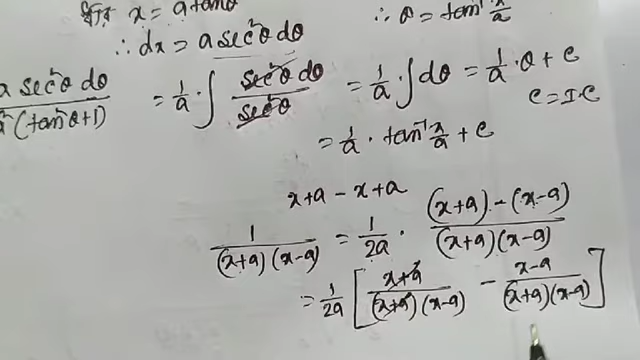 x = a tanθ
∴ θ = tan⁻¹ x/a
∴ dx = a sec²θ dθ
a sec²θ dθ / a²(tan²θ+1) = 1/a · ∫ sec²θ dθ / sec²θ = 1/a · ∫ dθ = 1/a · θ + c
c = I.C
= 1/a · tan⁻¹ x/a + c
x+a - x+a
1/(x+a)(x-a) = 1/2a · (x+a) - (x-a) / (x+a)(x-a)
= 1/2a [ x+a / (x+a)(x-a) - x-a / (x+a)(x-a) ]